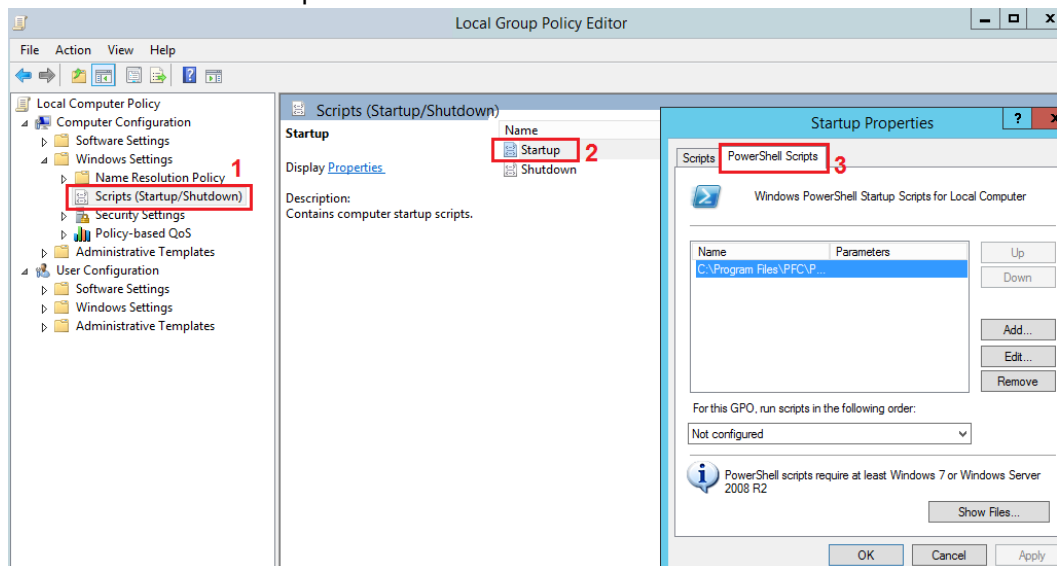 Local Group Policy Editor
File Action View Help
Local Computer Policy
Computer Configuration
Software Settings
Windows Settings
Name Resolution Policy
1
Scripts (Startup/Shutdown)
Security Settings
Policy-based QoS
Administrative Templates
User Configuration
Software Settings
Windows Settings
Administrative Templates
Scripts (Startup/Shutdown)
Startup
Display Properties
Description:
Contains computer startup scripts.
Name
Startup 2
Shutdown
Startup Properties
Scripts PowerShell Scripts 3
Windows PowerShell Startup Scripts for Local Computer
Name Parameters
C:\Program Files\PFC\P...
Up
Down
Add...
Edit...
Remove
For this GPO, run scripts in the following order:
Not configured
PowerShell scripts require at least Windows 7 or Windows Server
2008 R2
Show Files...
OK Cancel Apply